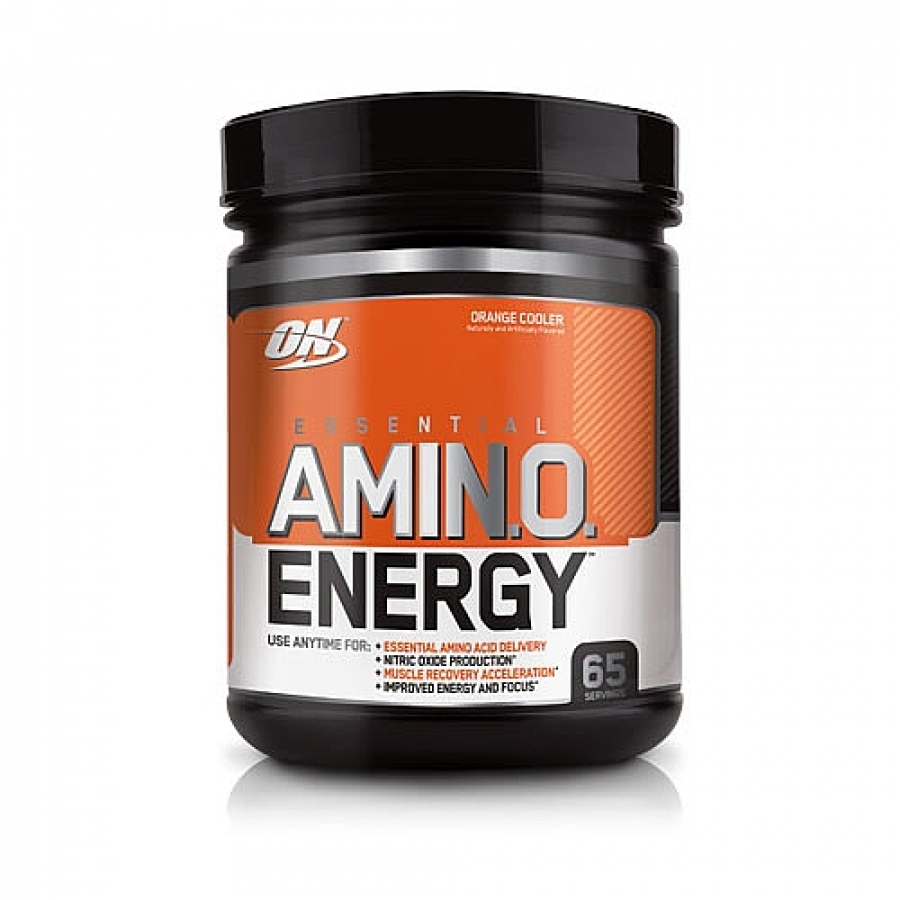 ON™
ORANGE COOLER
Naturally and Artificially Flavored
ESSENTIAL
AMIN.O.
ENERGY™
USE ANYTIME FOR: + ESSENTIAL AMINO ACID DELIVERY
+ NITRIC OXIDE PRODUCTION*
+ MUSCLE RECOVERY ACCELERATION*
+ IMPROVED ENERGY AND FOCUS*
65
SERVINGS